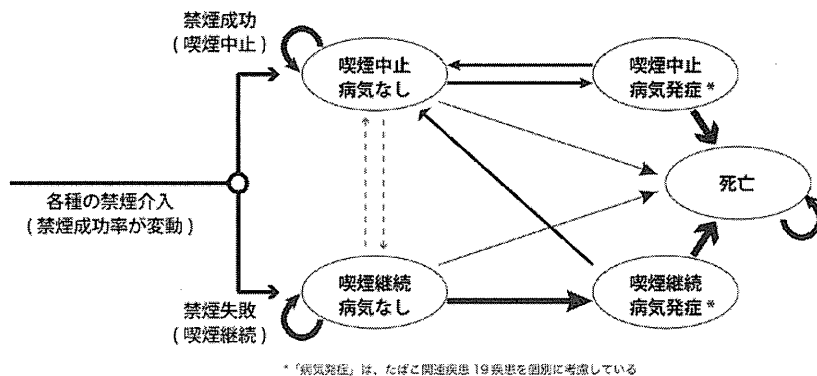 禁煙成功
( 喫煙中止 )
喫煙中止
病気なし
喫煙中止
病気発症 *
各種の禁煙介入
( 禁煙成功率が変動 )
死亡
禁煙失敗
( 喫煙継続 )
喫煙継続
病気なし
喫煙継続
病気発症 *
* 「病気発症」は、たばこ関連疾患 19 疾患を個別に考慮している